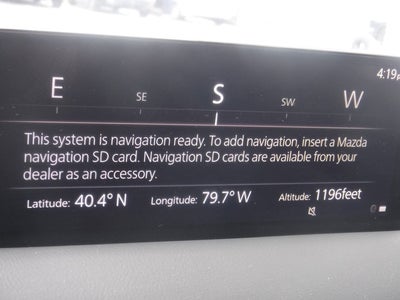 4:19p
E SE S SW W
This system is navigation ready. To add navigation, insert a Mazda
navigation SD card. Navigation SD cards are available from your
dealer as an accessory.
Latitude: 40.4° N Longitude: 79.7° W Altitude: 1196feet